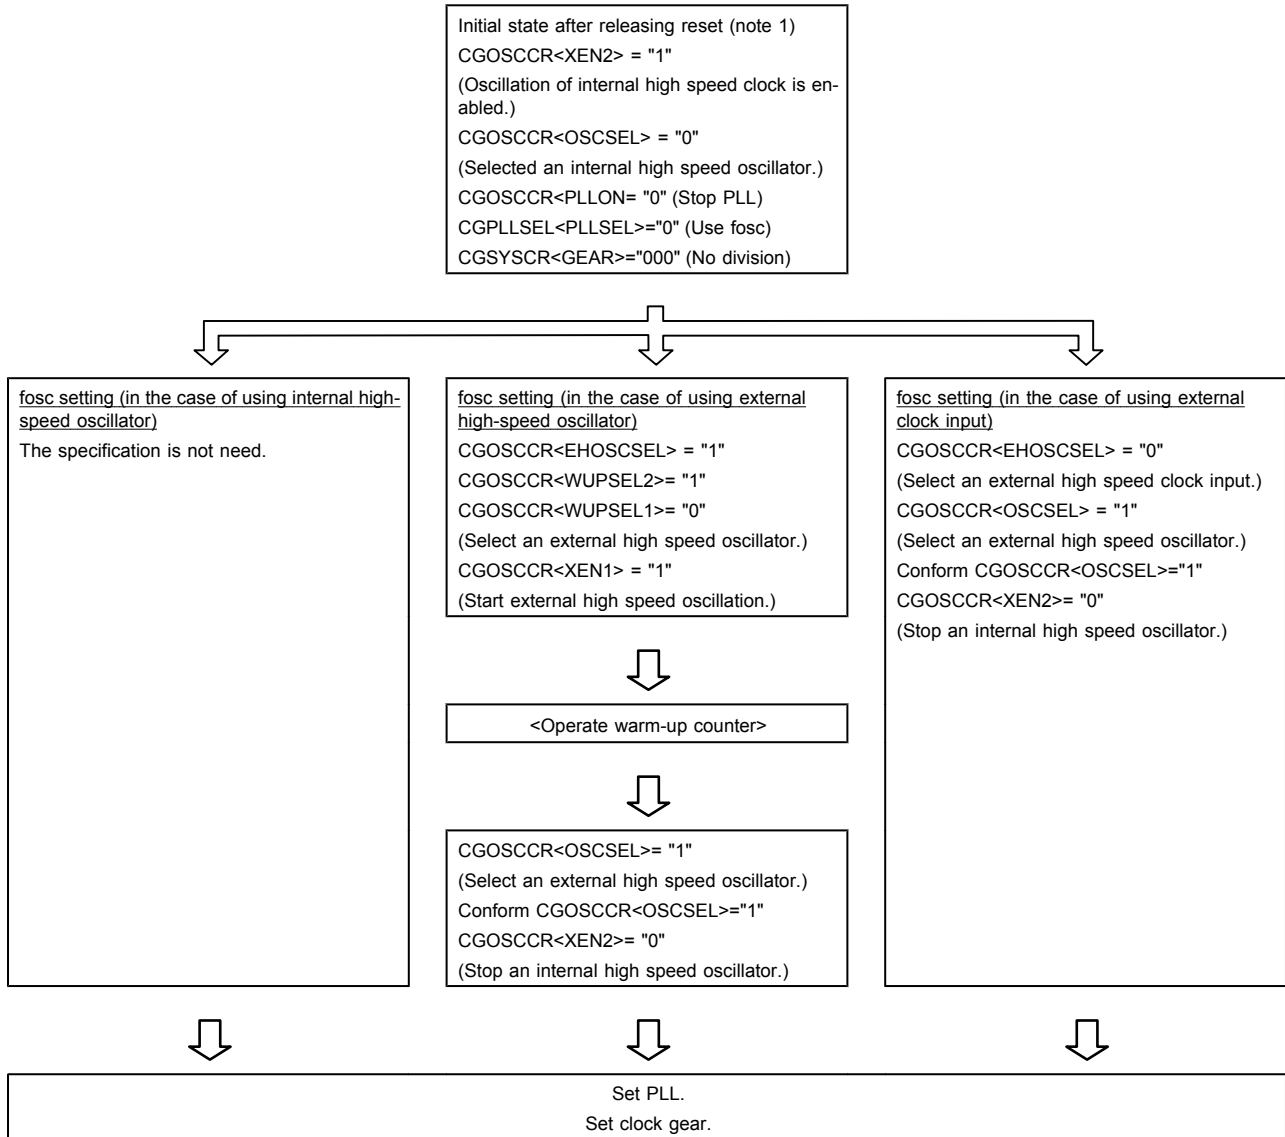 Initial state after releasing reset (note 1)
CGOSCCR<XEN2> = "1"
(Oscillation of internal high speed clock is en-
abled.)
CGOSCCR<OSCSEL> = "0"
(Selected an internal high speed oscillator.)
CGOSCCR<PLLON= "0" (Stop PLL)
CGPLLSEL<PLLSEL>="0" (Use fosc)
CGSYSCR<GEAR>="000" (No division)
fosc setting (in the case of using internal high-
speed oscillator)
The specification is not need.
fosc setting (in the case of using external
high-speed oscillator)
CGOSCCR<EHOSCSEL> = "1"
CGOSCCR<WUPSEL2>= "1"
CGOSCCR<WUPSEL1>= "0"
(Select an external high speed oscillator.)
CGOSCCR<XEN1> = "1"
(Start external high speed oscillation.)
<Operate warm-up counter>
CGOSCCR<OSCSEL>= "1"
(Select an external high speed oscillator.)
Conform CGOSCCR<OSCSEL>="1"
CGOSCCR<XEN2>= "0"
(Stop an internal high speed oscillator.)
fosc setting (in the case of using external
clock input)
CGOSCCR<EHOSCSEL> = "0"
(Select an external high speed clock input.)
CGOSCCR<OSCSEL> = "1"
(Select an external high speed oscillator.)
Conform CGOSCCR<OSCSEL>="1"
CGOSCCR<XEN2>= "0"
(Stop an internal high speed oscillator.)
Set PLL.
Set clock gear.